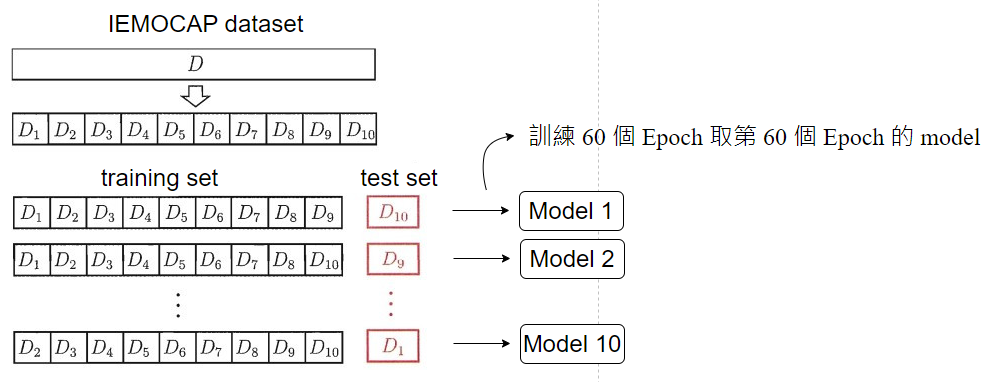 IEMOCAP dataset
D
D₁ D₂ D₃ D₄ D₅ D₆ D₇ D₈ D₉ D₁₀
訓練 60 個 Epoch 取第 60 個 Epoch 的 model
training set test set
D₁ D₂ D₃ D₄ D₅ D₆ D₇ D₈ D₉ D₁₀ Model 1
D₁ D₂ D₃ D₄ D₅ D₆ D₇ D₈ D₁₀ D₉ Model 2
⋮ ⋮
D₂ D₃ D₄ D₅ D₆ D₇ D₈ D₉ D₁₀ D₁ Model 10